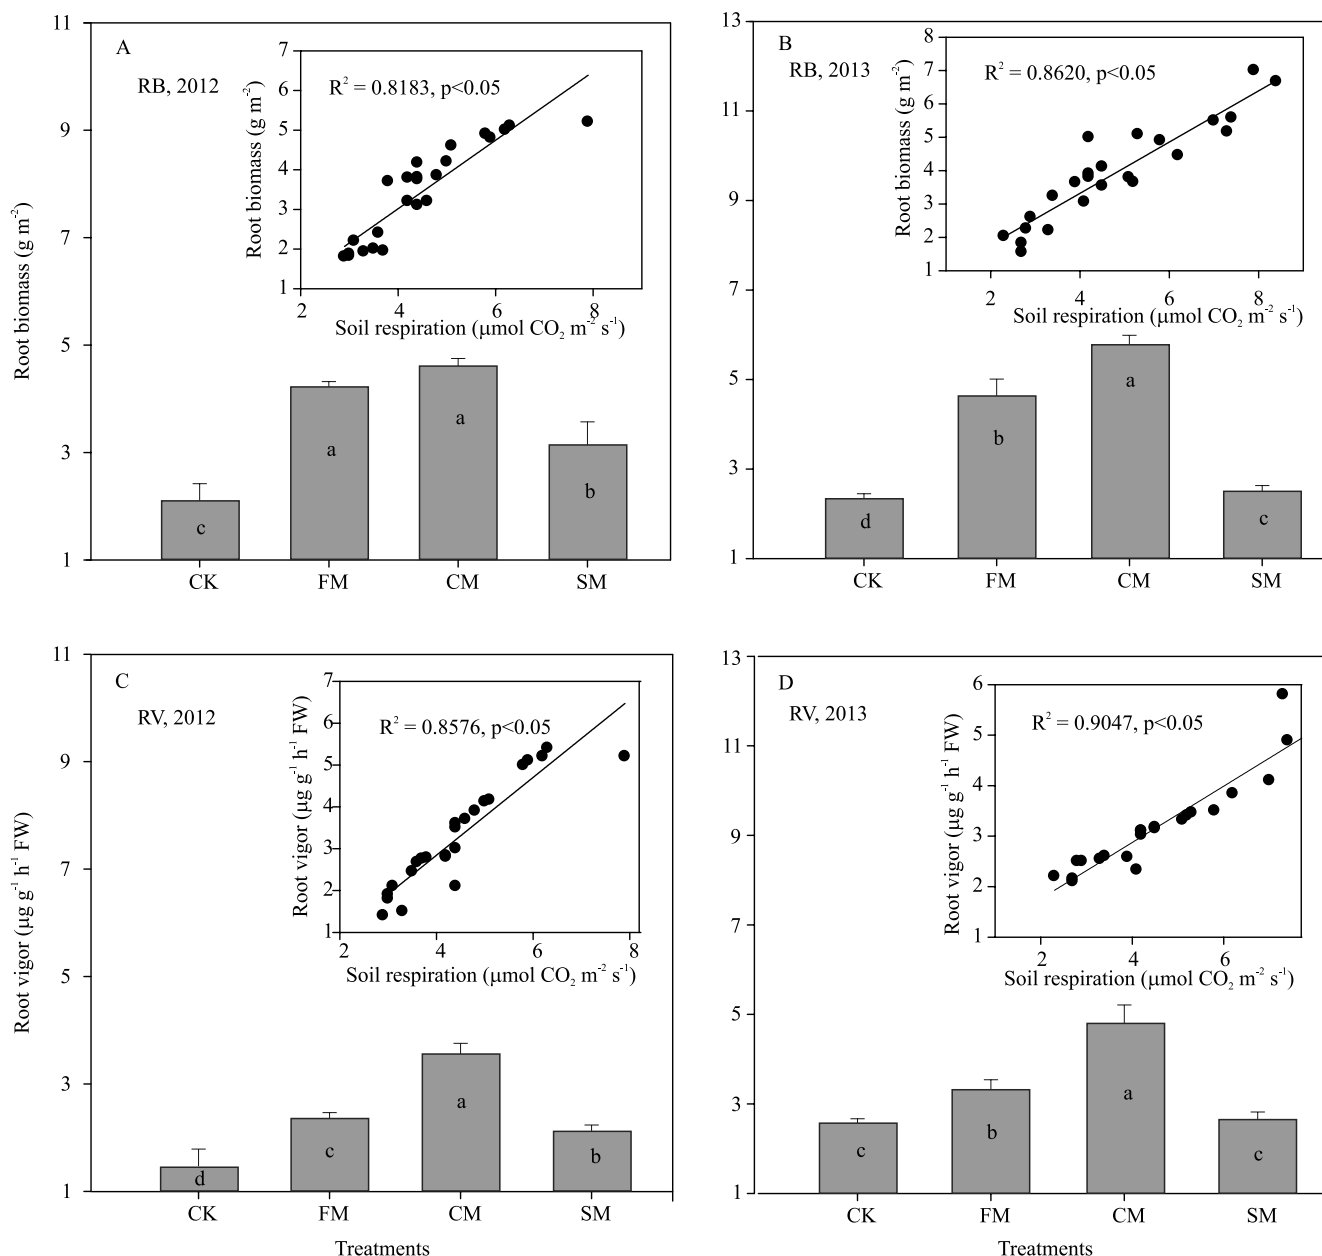 A
RB, 2012
Root biomass (g m⁻²)
11
9
7
5
3
1
R² = 0.8183, p<0.05
Root biomass (g m⁻²)
7
6
5
4
3
2
1
2 4 6 8
Soil respiration (μmol CO₂ m⁻² s⁻¹)
c a a b
CK FM CM SM
B
RB, 2013
13
11
9
7
5
3
1
R² = 0.8620, p<0.05
Root biomass (g m⁻²)
8
7
6
5
4
3
2
1
2 4 6 8
Soil respiration (μmol CO₂ m⁻² s⁻¹)
d b a c
CK FM CM SM
C
RV, 2012
Root vigor (μg g⁻¹ h⁻¹ FW)
11
9
7
5
3
1
R² = 0.8576, p<0.05
Root vigor (μg g⁻¹ h⁻¹ FW)
7
6
5
4
3
2
1
2 4 6 8
Soil respiration (μmol CO₂ m⁻² s⁻¹)
d c a b
CK FM CM SM
Treatments
D
RV, 2013
13
11
9
7
5
3
1
R² = 0.9047, p<0.05
Root vigor (μg g⁻¹ h⁻¹ FW)
6
5
4
3
2
1
2 4 6
Soil respiration (μmol CO₂ m⁻² s⁻¹)
c b a c
CK FM CM SM
Treatments